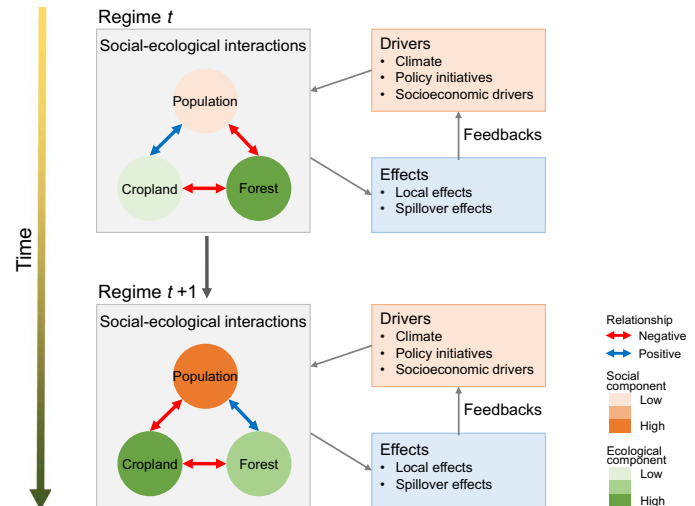 Regime t
Social-ecological interactions
Population
Cropland
Forest
Drivers
• Climate
• Policy initiatives
• Socioeconomic drivers
Feedbacks
Effects
• Local effects
• Spillover effects
Time
Regime t +1
Social-ecological interactions
Population
Cropland
Forest
Drivers
• Climate
• Policy initiatives
• Socioeconomic drivers
Feedbacks
Effects
• Local effects
• Spillover effects
Relationship
Negative
Positive
Social
component
Low
High
Ecological
component
Low
High